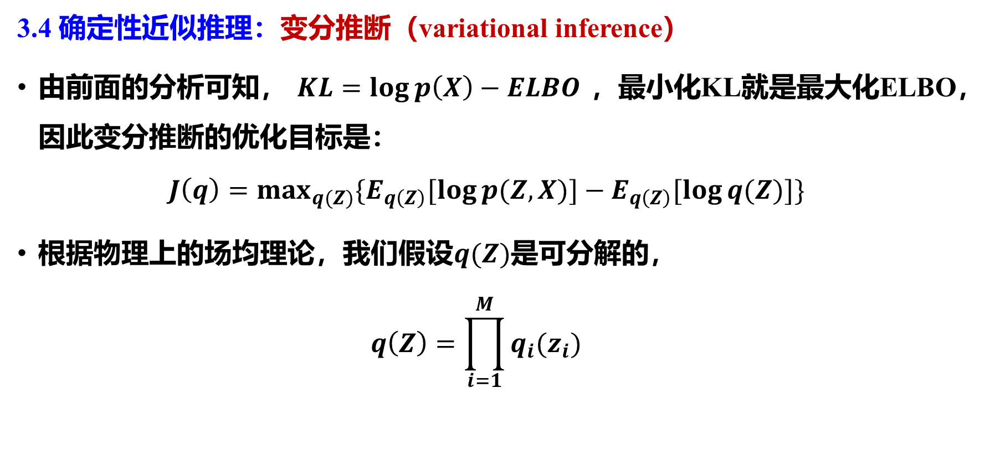 3.4 确定性近似推理：变分推断（variational inference）
• 由前面的分析可知， KL = log p(X) − ELBO ，最小化KL就是最大化ELBO，
因此变分推断的优化目标是：
J(q) = max_{q(Z)}{E_{q(Z)}[log p(Z, X)] − E_{q(Z)}[log q(Z)]}
• 根据物理上的场均理论，我们假设q(Z)是可分解的，
q(Z) = ∏_{i=1}^{M} q_i(z_i)